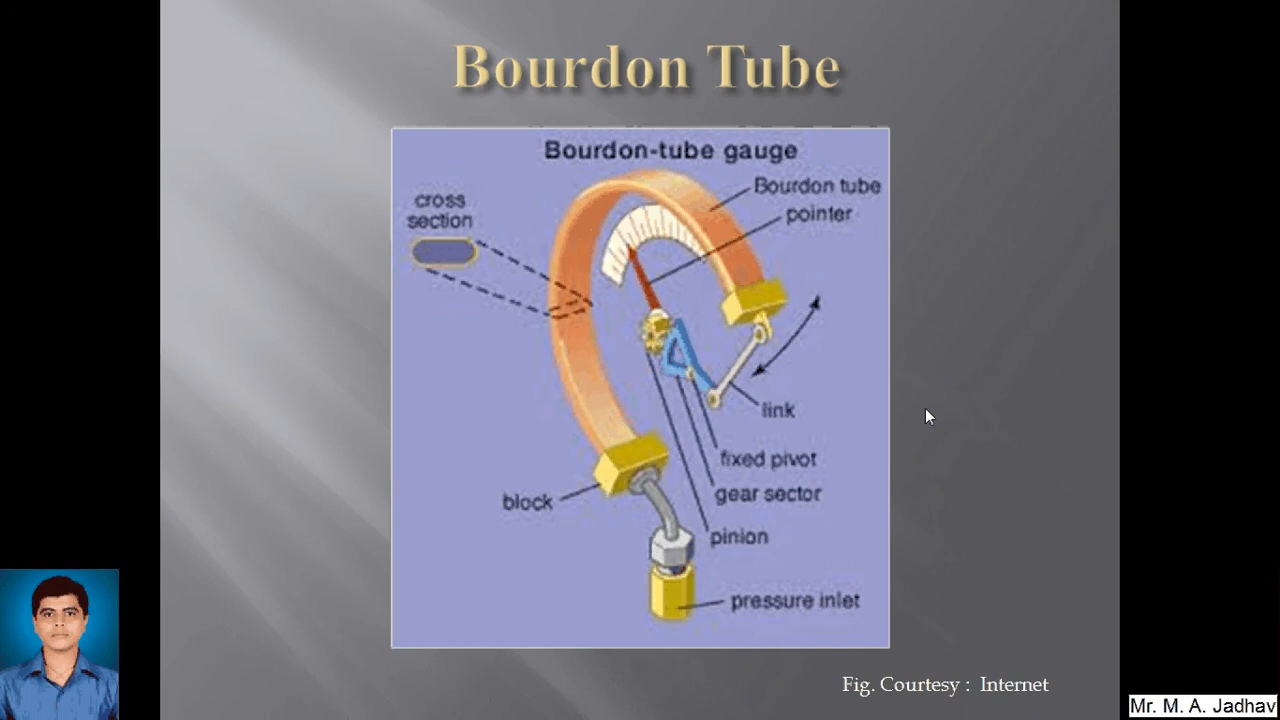 Bourdon Tube
Bourdon-tube gauge
Bourdon tube
cross
section
pointer
link
fixed pivot
gear sector
block
pinion
pressure inlet
Fig. Courtesy : Internet
Mr. M. A. Jadhav